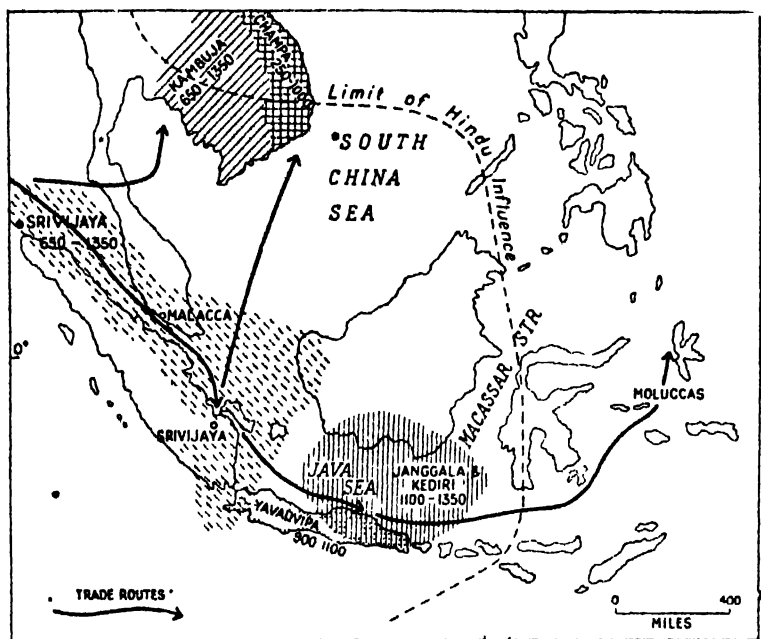 KAMBUJA
650-1350
CHAMPA
Limit of Hindu Influence
SOUTH
CHINA
SEA
SRIVIJAYA
650-1350
MALACCA
0°
MACASSAR STR
MOLUCCAS
SRIVIJAYA
JAVA
SEA
JANGGALA &
KEDIRI
1100-1350
YAVADVIPA
900 1100
TRADE ROUTES
0 400
MILES